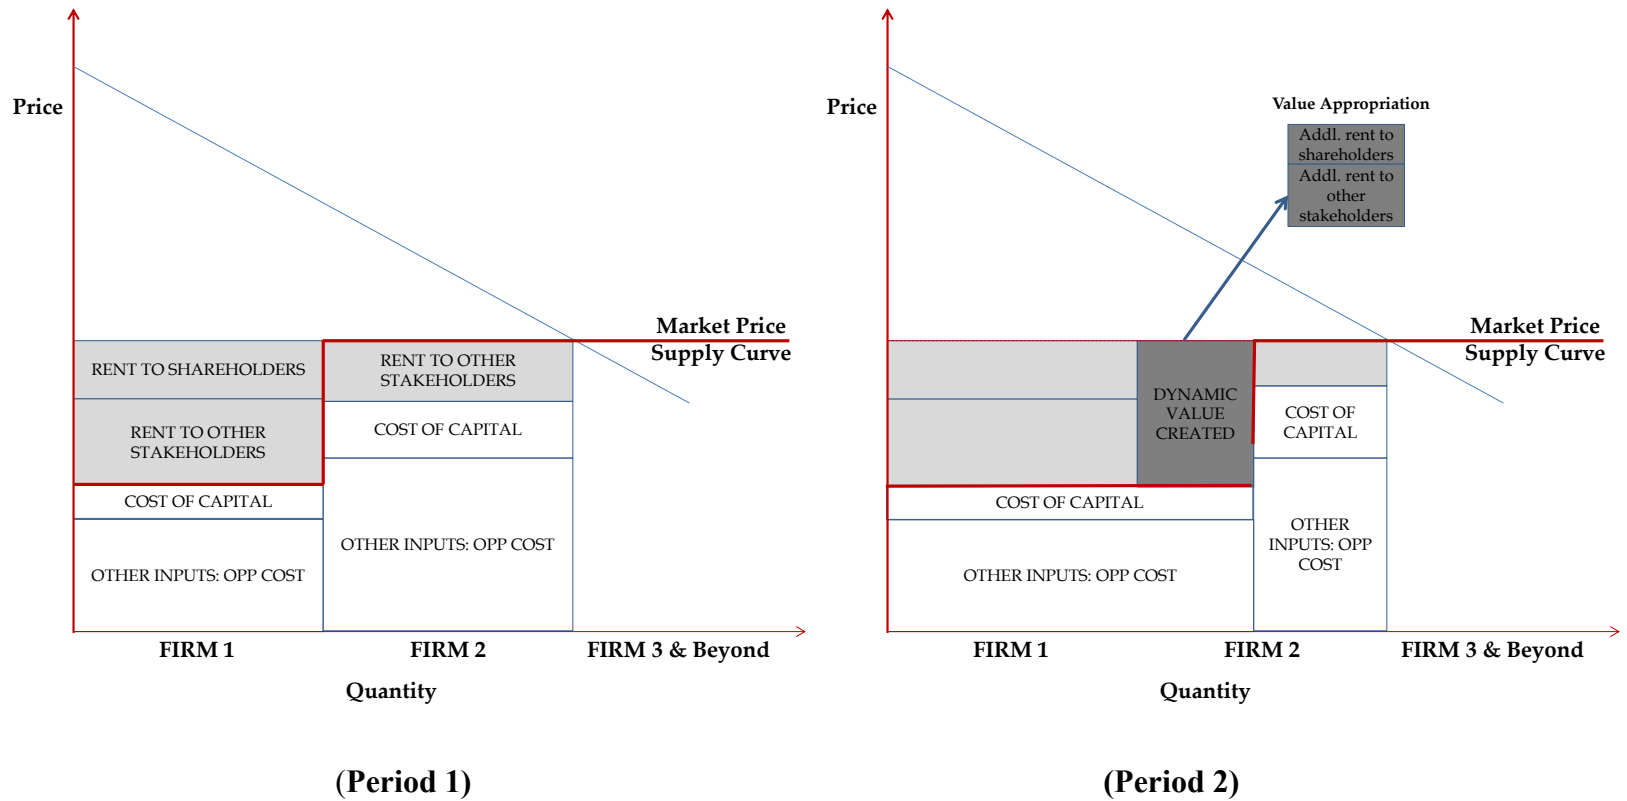 Price
Market Price
Supply Curve
RENT TO SHAREHOLDERS
RENT TO OTHER
STAKEHOLDERS
RENT TO OTHER
STAKEHOLDERS
COST OF CAPITAL
COST OF CAPITAL
OTHER INPUTS: OPP COST
OTHER INPUTS: OPP COST
FIRM 1
FIRM 2
FIRM 3 & Beyond
Quantity
(Period 1)
Price
Value Appropriation
Addl. rent to
shareholders
Addl. rent to
other
stakeholders
Market Price
Supply Curve
DYNAMIC
VALUE
CREATED
COST OF
CAPITAL
COST OF CAPITAL
OTHER
INPUTS: OPP
COST
OTHER INPUTS: OPP COST
FIRM 1
FIRM 2
FIRM 3 & Beyond
Quantity
(Period 2)